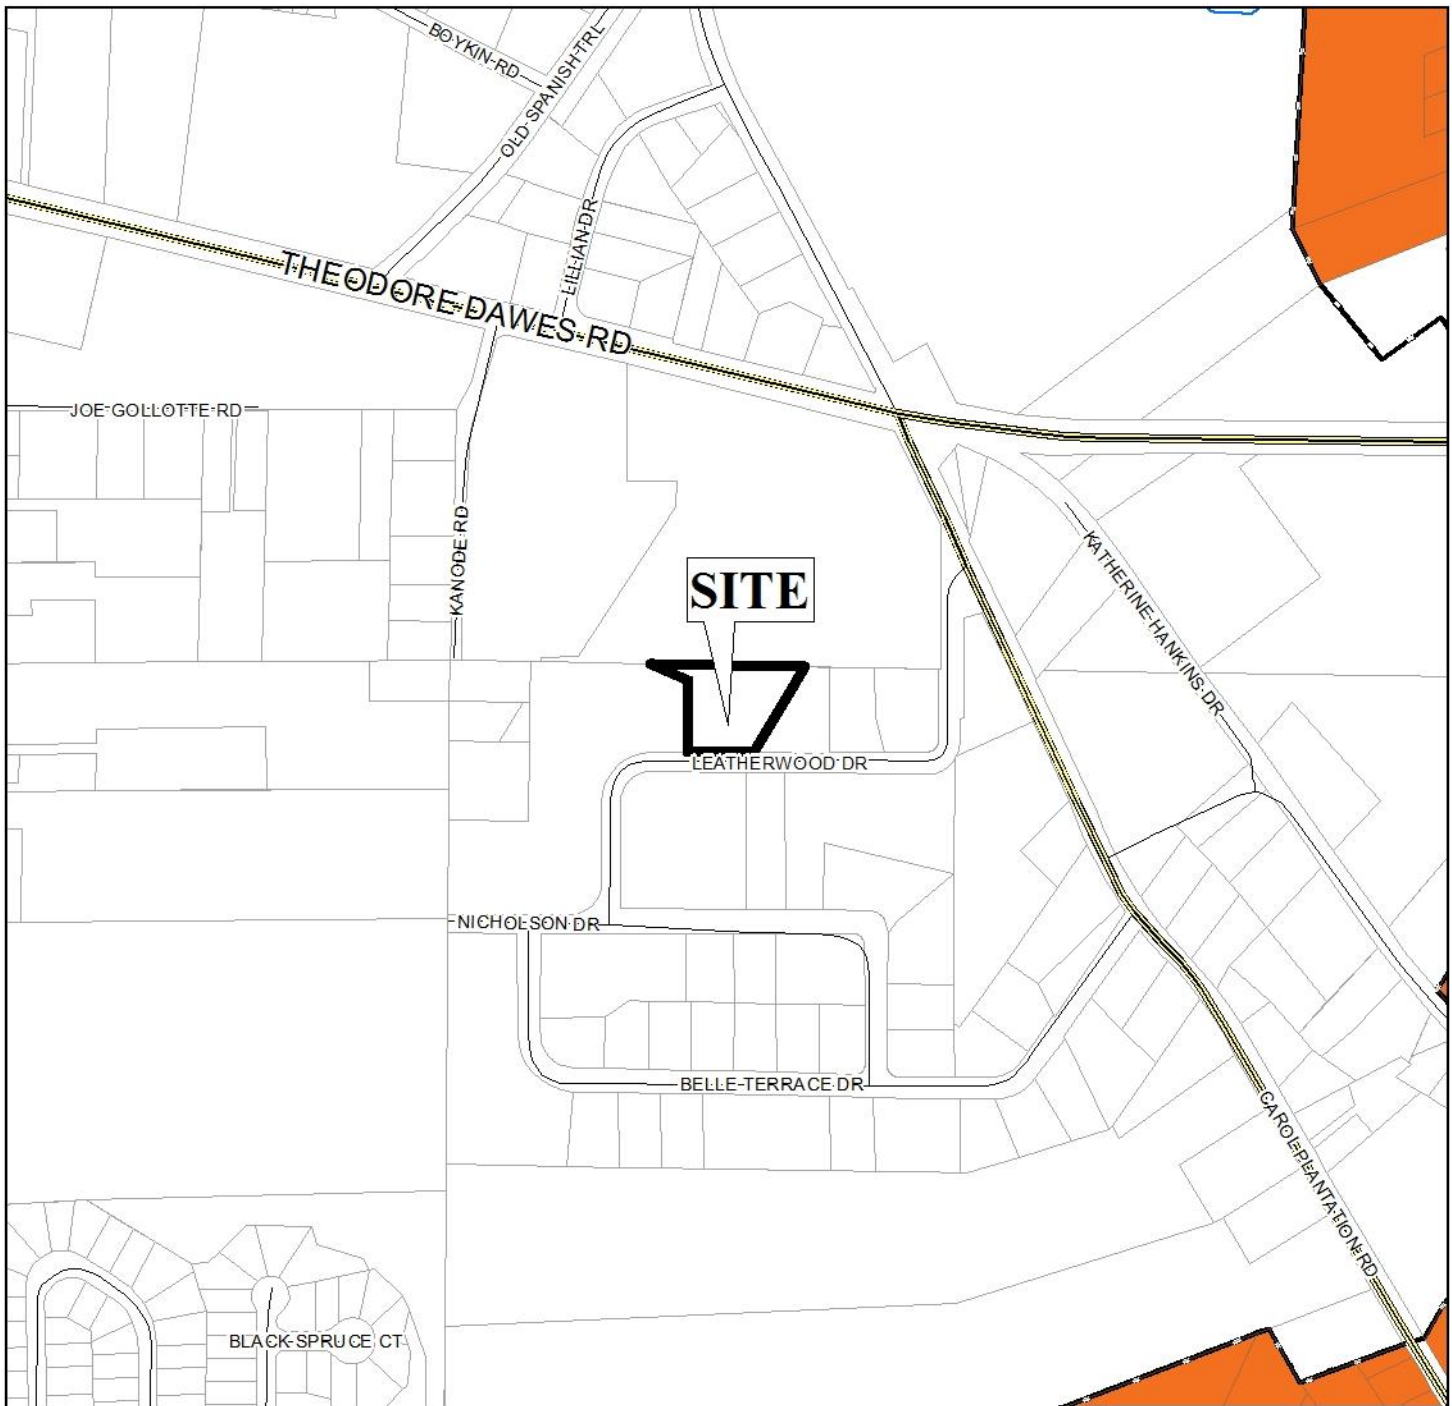 BOYKIN RD
OLD SPANISH TRL
LILLIAN DR
THEODORE DAWES RD
JOE GOLLOTTE RD
KANODE RD
KATHERINE HANKINS DR
SITE
LEATHERWOOD DR
NICHOLSON DR
BELLE TERRACE DR
CAROL PLANTATION RD
BLACK SPRUCE CT